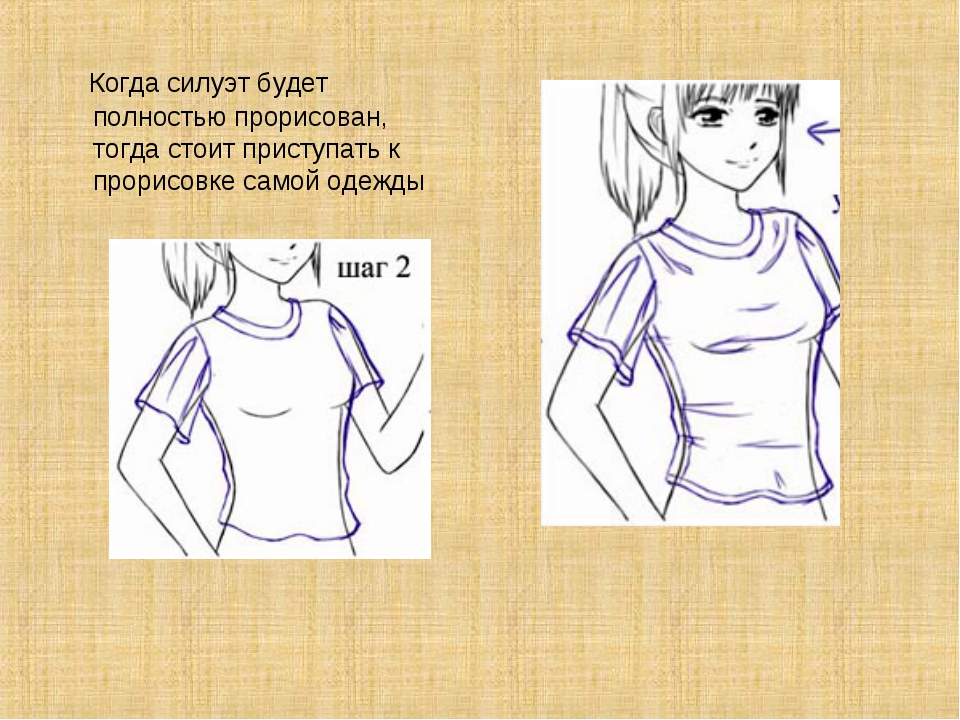 Когда силуэт будет
полностью прорисован,
тогда стоит приступать к
прорисовке самой одежды
шаг 2